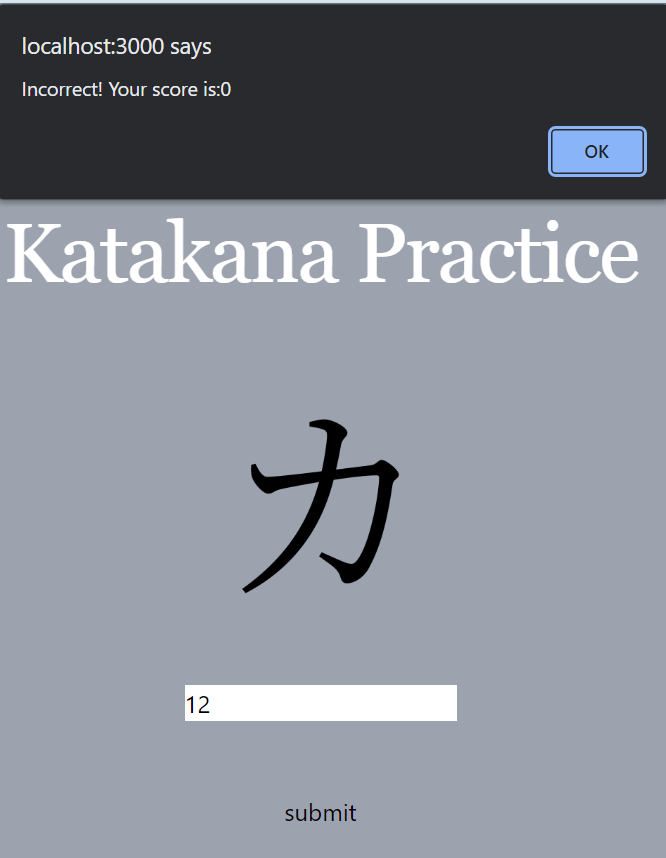 localhost:3000 says
Incorrect! Your score is:0
OK
Katakana Practice
カ
12
submit